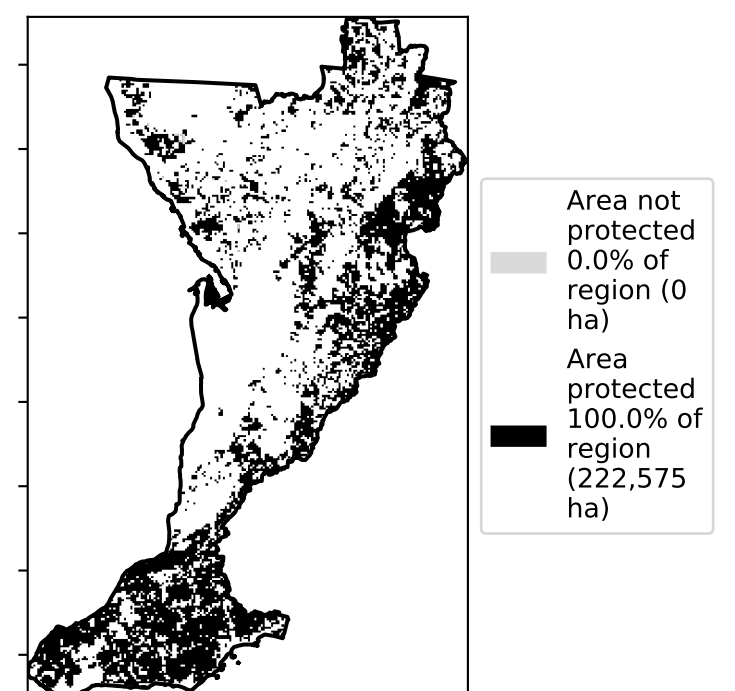 Area not
protected
0.0% of
region (0
ha)
Area
protected
100.0% of
region
(222,575
ha)